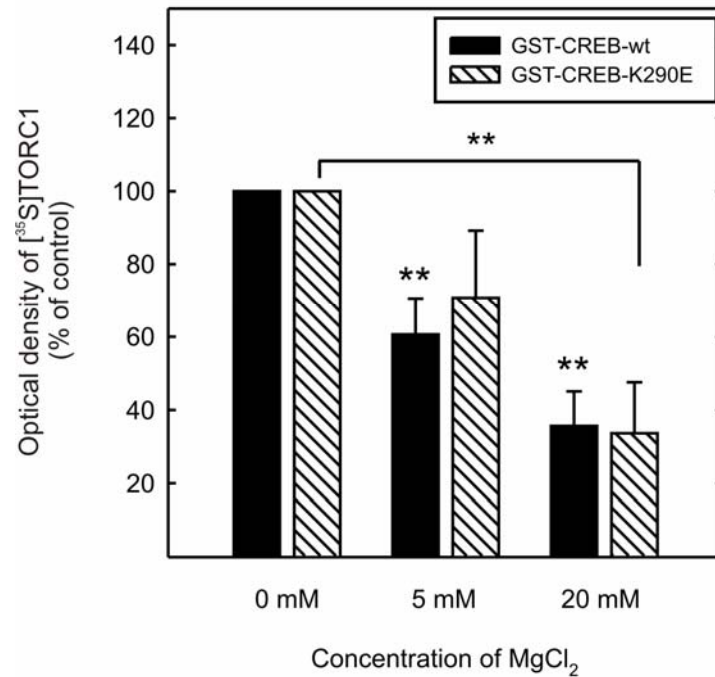 140
120
100
80
60
40
20
Optical density of [³⁵S]TORC1
(% of control)
GST-CREB-wt
GST-CREB-K290E
**
**
**
0 mM 5 mM 20 mM
Concentration of MgCl₂